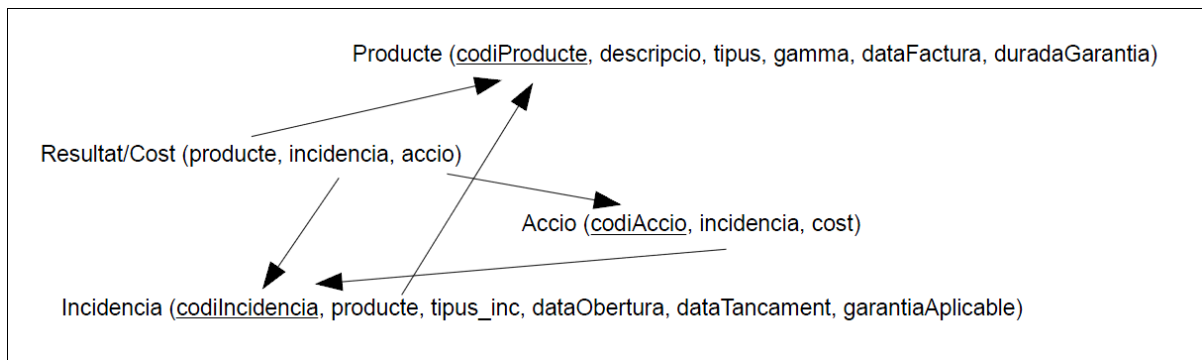 Producte (codiProducte, descripcio, tipus, gamma, dataFactura, duradaGarantia)
Resultat/Cost (producte, incidencia, accio)
Accio (codiAccio, incidencia, cost)
Incidencia (codiIncidencia, producte, tipus_inc, dataObertura, dataTancament, garantiaAplicable)